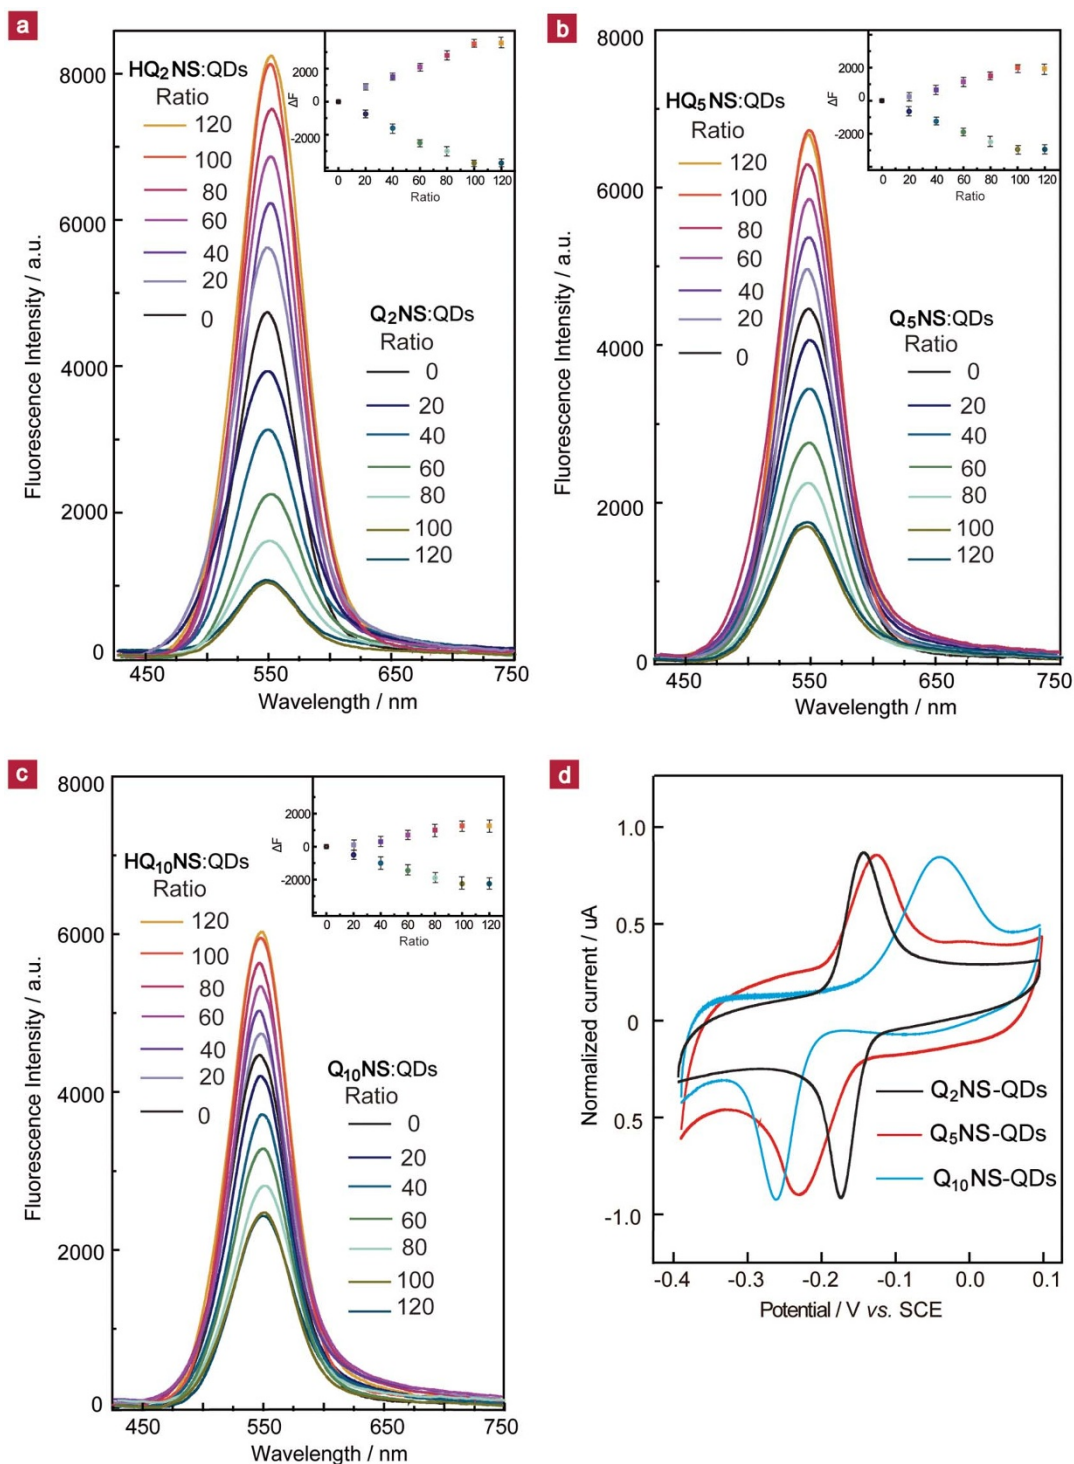 a
Fluorescence Intensity / a.u.
8000
6000
4000
2000
0
HQ2NS:QDs
Ratio
120
100
80
60
40
20
0
Q2NS:QDs
Ratio
0
20
40
60
80
100
120
ΔF
2000
0
-2000
0 20 40 60 80 100 120
Ratio
450 550 650 750
Wavelength / nm
b
Fluorescence Intensity / a.u.
8000
6000
4000
2000
0
HQ5NS:QDs
Ratio
120
100
80
60
40
20
0
Q5NS:QDs
Ratio
0
20
40
60
80
100
120
ΔF
2000
0
-2000
0 20 40 60 80 100 120
Ratio
450 550 650 750
Wavelength / nm
c
Fluorescence Intensity / a.u.
8000
6000
4000
2000
0
HQ10NS:QDs
Ratio
120
100
80
60
40
20
0
Q10NS:QDs
Ratio
0
20
40
60
80
100
120
ΔF
2000
0
-2000
0 20 40 60 80 100 120
Ratio
450 550 650 750
Wavelength / nm
d
Normalized current / uA
1.0
0.5
0
0.5
-1.0
Q2NS-QDs
Q5NS-QDs
Q10NS-QDs
-0.4 -0.3 -0.2 -0.1 0.0 0.1
Potential / V vs. SCE